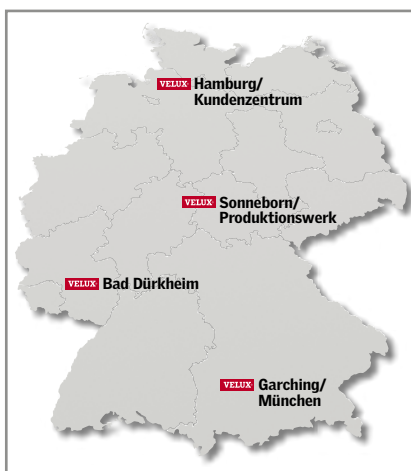 VELUX Hamburg/
Kundenzentrum
VELUX Sonneborn/
Produktionswerk
VELUX Bad Dürkheim
VELUX Garching/
München